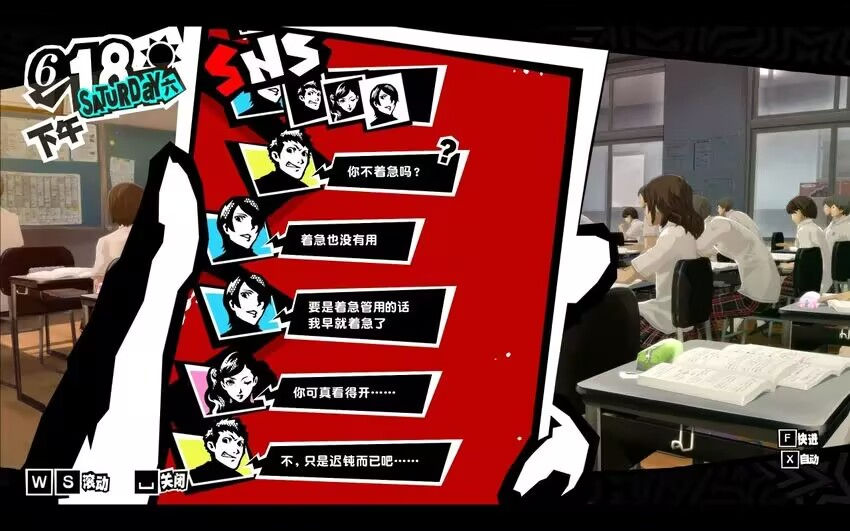 6/18
SATURDAY六
下午
SNS
你不着急吗？
?
着急也没有用
要是着急管用的话
我早就着急了
你可真看得开……
不，只是迟钝而已吧……
W S 滚动
关闭
F 快进
X 自动